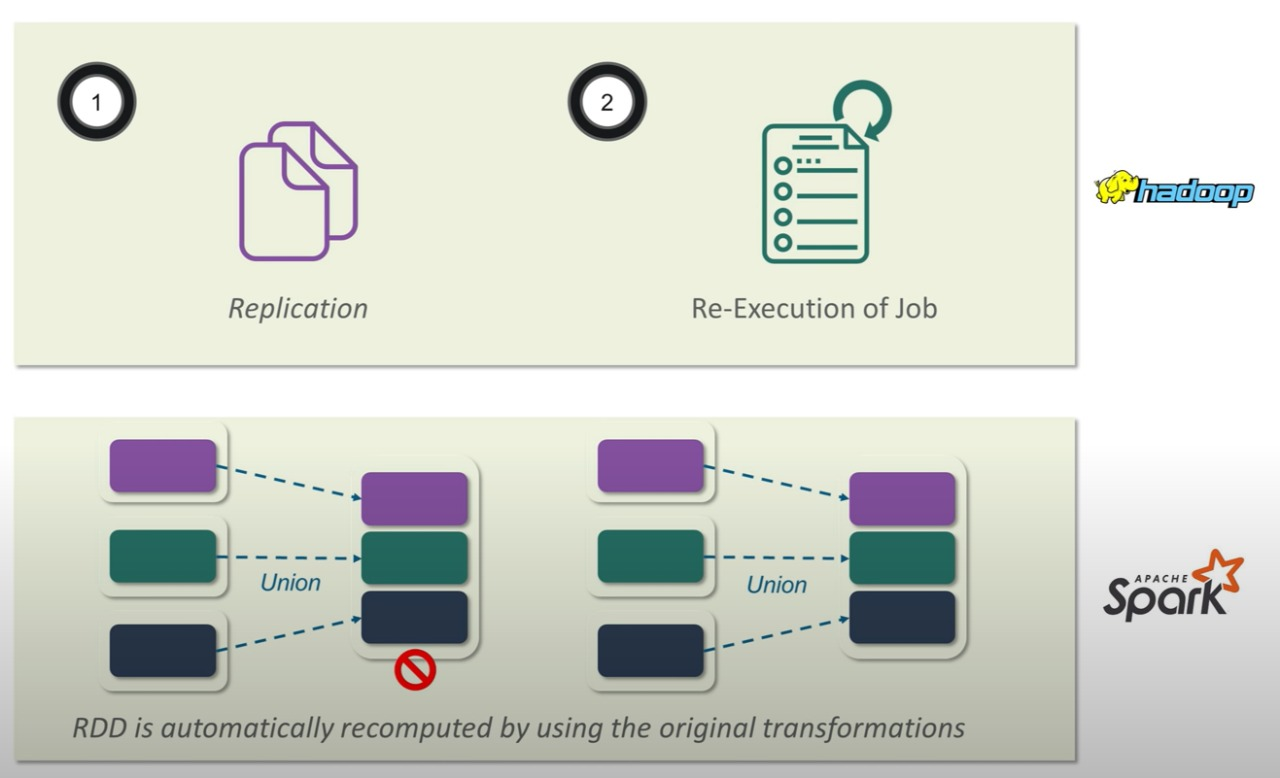 1
2
Replication
Re-Execution of Job
hadoop
Union
Union
APACHE
Spark
RDD is automatically recomputed by using the original transformations